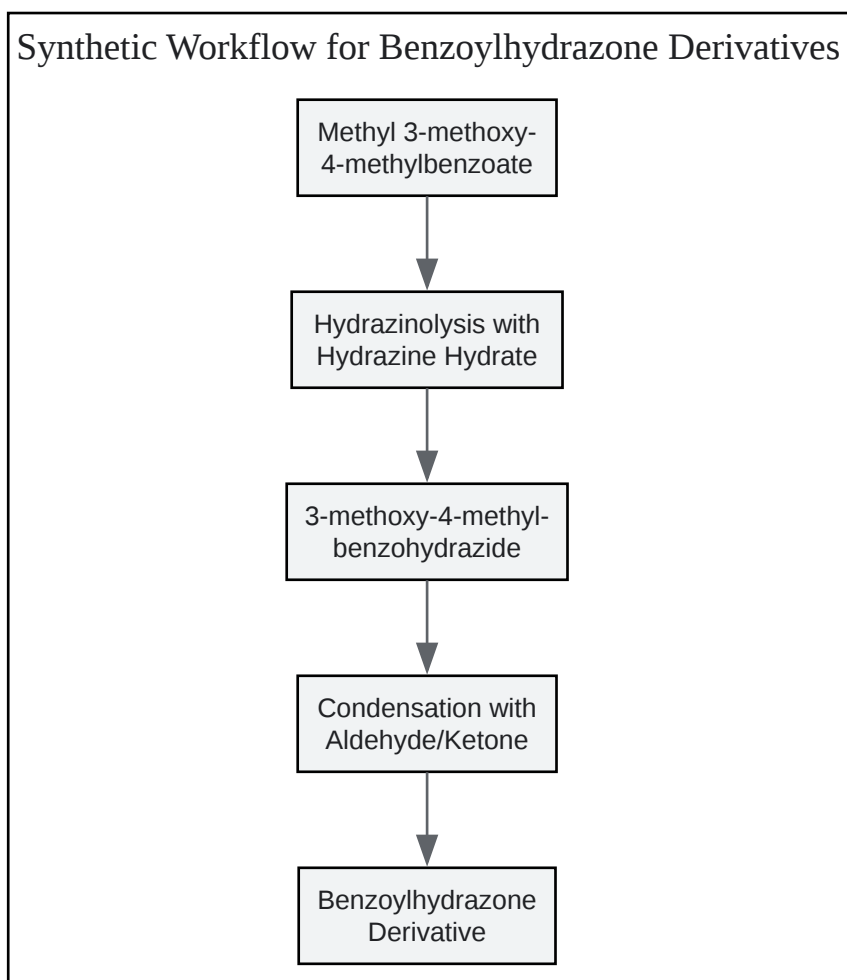 Synthetic Workflow for Benzoylhydrazone Derivatives
Methyl 3-methoxy-
4-methylbenzoate
Hydrazinolysis with
Hydrazine Hydrate
3-methoxy-4-methyl-
benzohydrazide
Condensation with
Aldehyde/Ketone
Benzoylhydrazone
Derivative